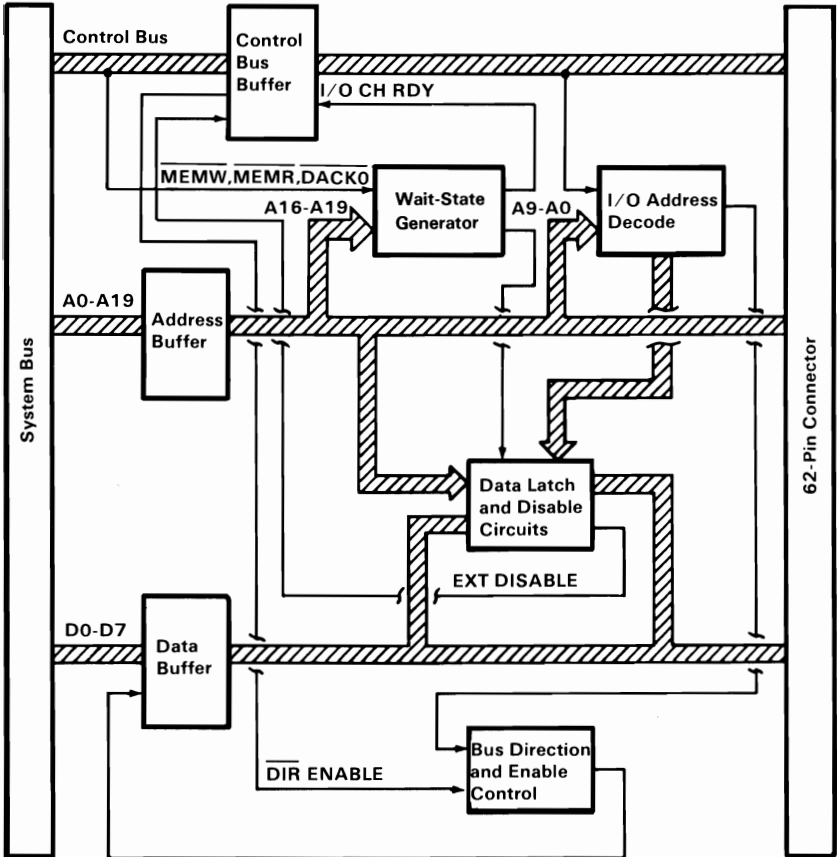 Control Bus
Control
Bus
Buffer
I/O CH RDY
MEMW,MEMR,DACK0
A16-A19
Wait-State
Generator
A9-A0
I/O Address
Decode
A0-A19
Address
Buffer
System Bus
62-Pin Connector
Data Latch
and Disable
Circuits
EXT DISABLE
D0-D7
Data
Buffer
DIR ENABLE
Bus Direction
and Enable
Control